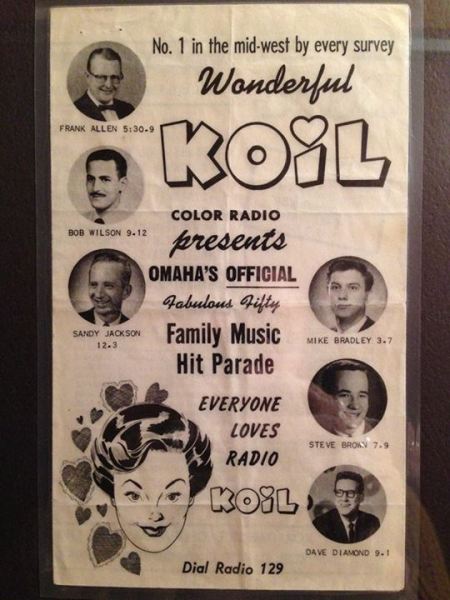 No. 1 in the mid-west by every survey
Wonderful
KOiL
COLOR RADIO
presents
OMAHA'S OFFICIAL
Fabulous Fifty
Family Music
Hit Parade
EVERYONE
LOVES
RADIO
KOiL
Dial Radio 129
FRANK ALLEN 5:30-9
BOB WILSON 9-12
SANDY JACKSON
12-3
MIKE BRADLEY 3-7
STEVE BROWN 7-9
DAVE DIAMOND 9-1